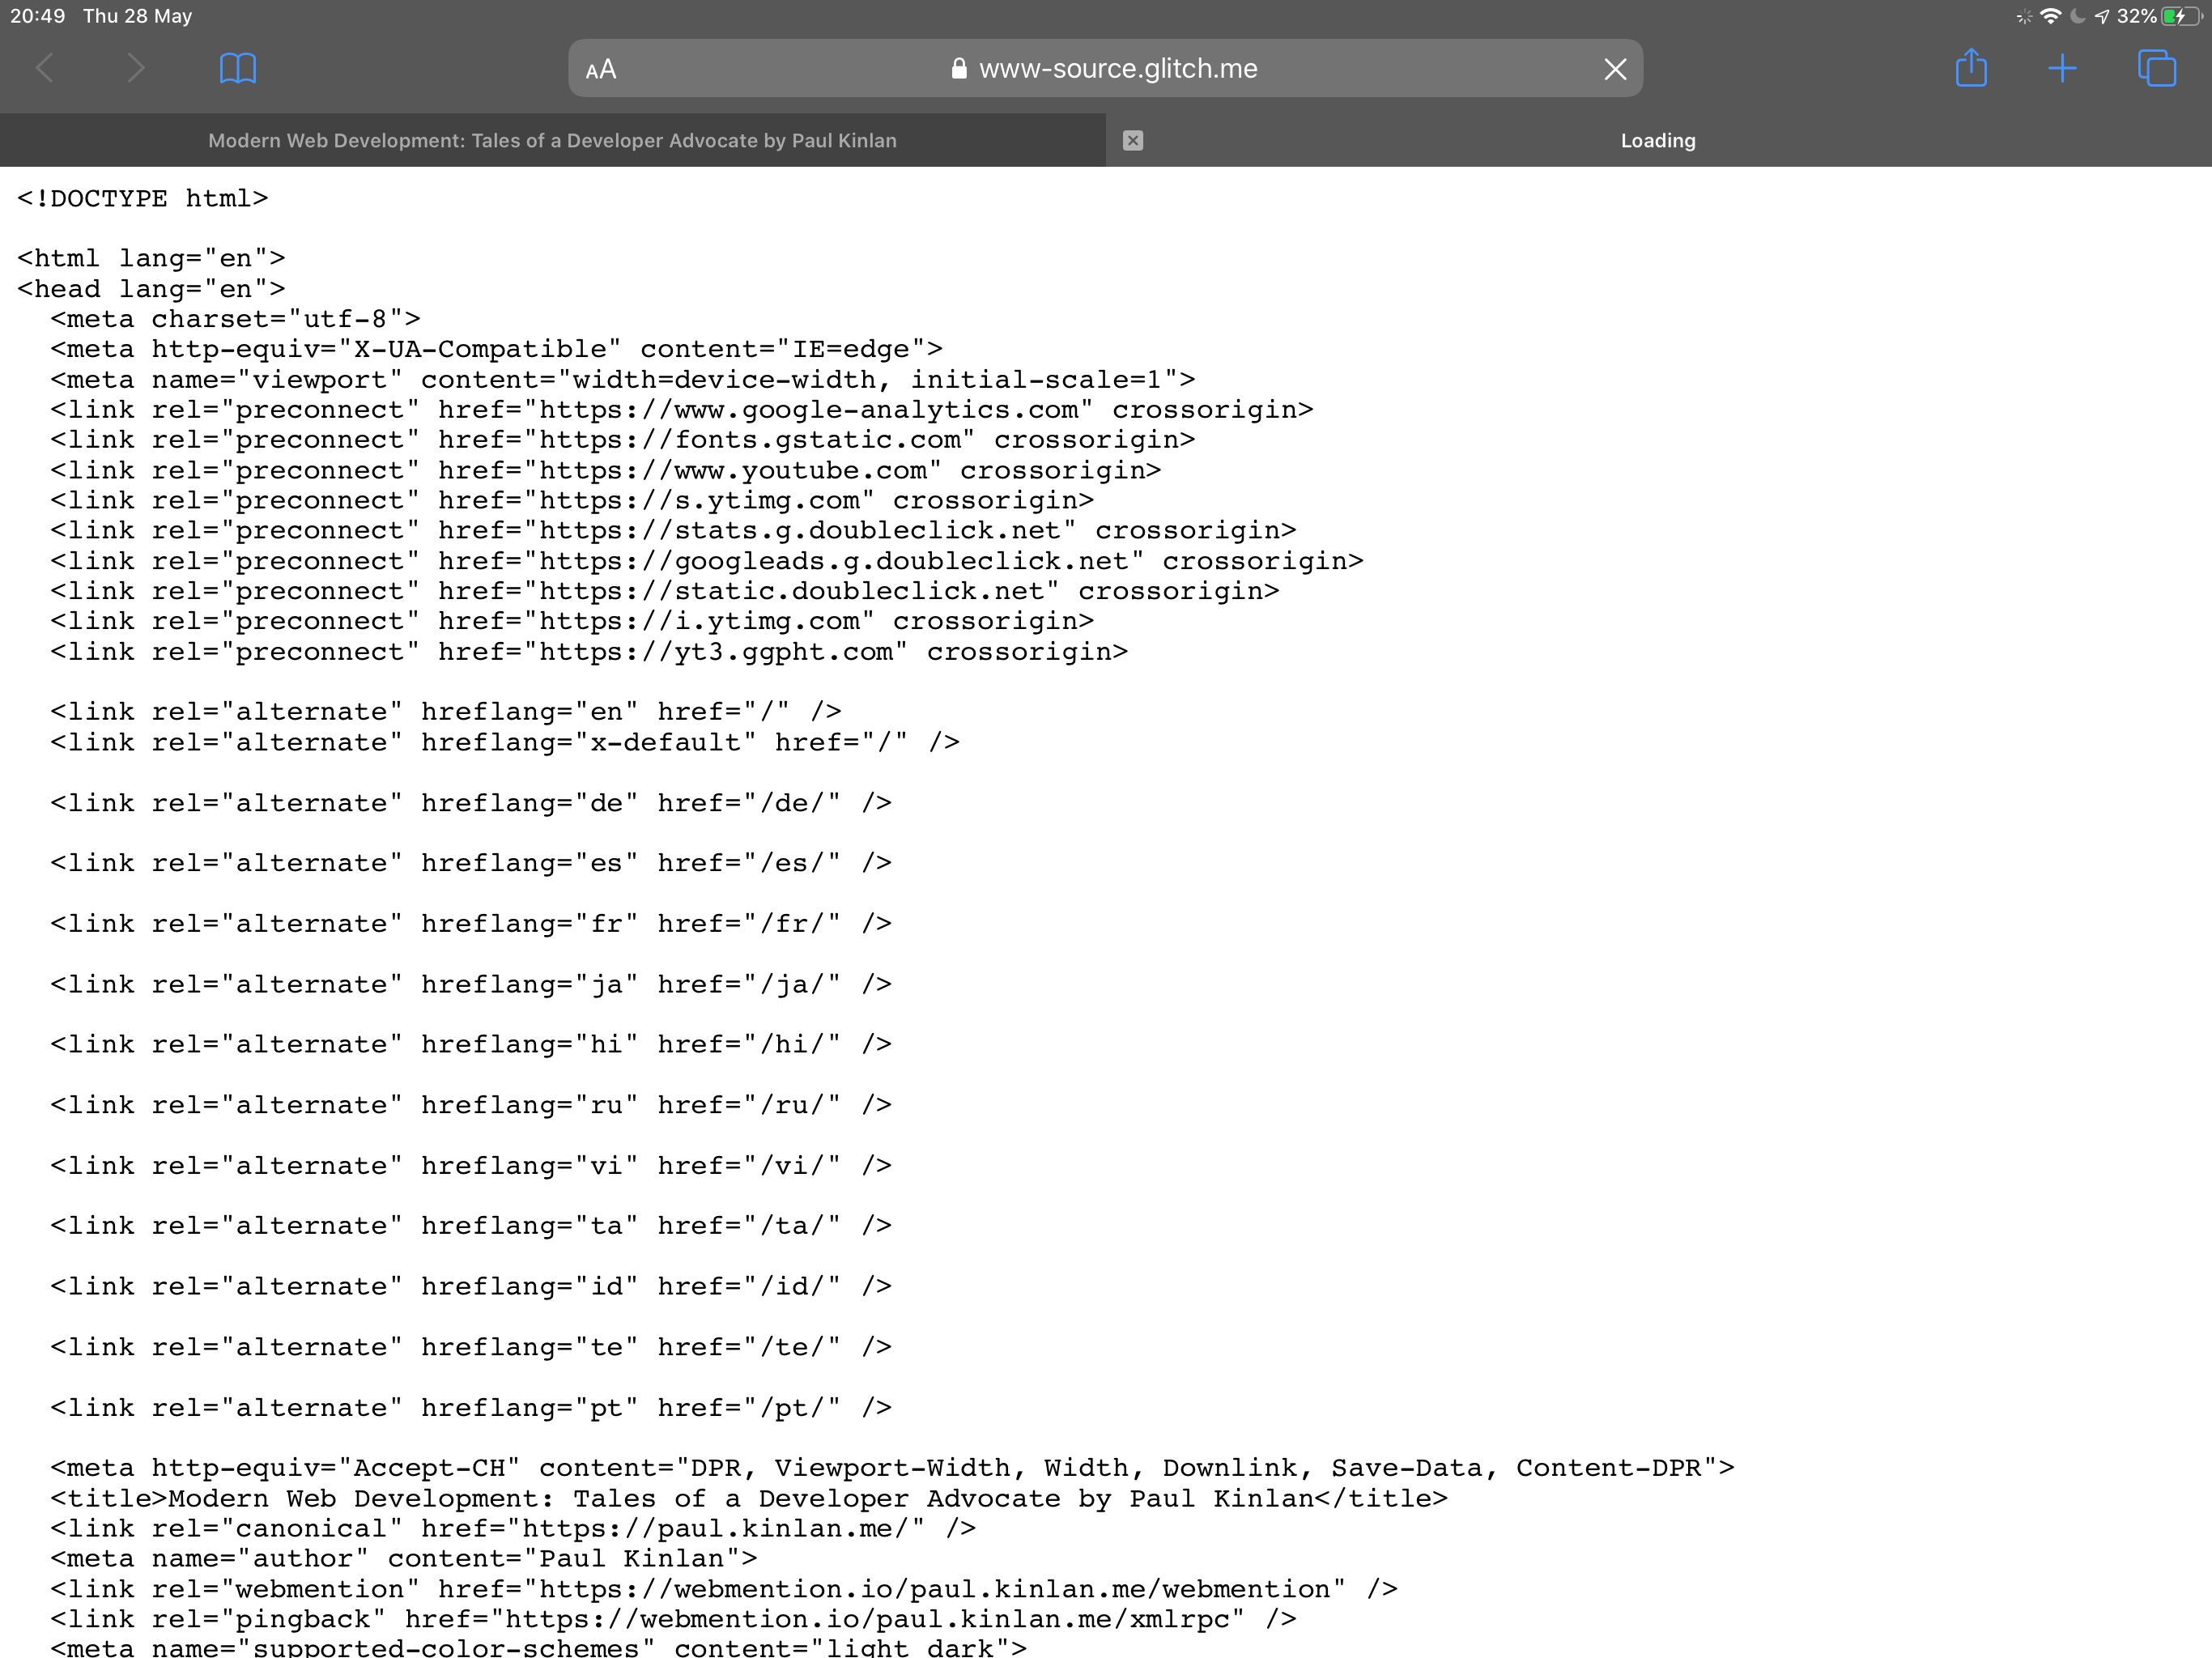 20:49 Thu 28 May 32%
AA www-source.glitch.me
Modern Web Development: Tales of a Developer Advocate by Paul Kinlan Loading
<!DOCTYPE html>
<html lang="en">
<head lang="en">
<meta charset="utf-8">
<meta http-equiv="X-UA-Compatible" content="IE=edge">
<meta name="viewport" content="width=device-width, initial-scale=1">
<link rel="preconnect" href="https://www.google-analytics.com" crossorigin>
<link rel="preconnect" href="https://fonts.gstatic.com" crossorigin>
<link rel="preconnect" href="https://www.youtube.com" crossorigin>
<link rel="preconnect" href="https://s.ytimg.com" crossorigin>
<link rel="preconnect" href="https://stats.g.doubleclick.net" crossorigin>
<link rel="preconnect" href="https://googleads.g.doubleclick.net" crossorigin>
<link rel="preconnect" href="https://static.doubleclick.net" crossorigin>
<link rel="preconnect" href="https://i.ytimg.com" crossorigin>
<link rel="preconnect" href="https://yt3.ggpht.com" crossorigin>
<link rel="alternate" hreflang="en" href="/" />
<link rel="alternate" hreflang="x-default" href="/" />
<link rel="alternate" hreflang="de" href="/de/" />
<link rel="alternate" hreflang="es" href="/es/" />
<link rel="alternate" hreflang="fr" href="/fr/" />
<link rel="alternate" hreflang="ja" href="/ja/" />
<link rel="alternate" hreflang="hi" href="/hi/" />
<link rel="alternate" hreflang="ru" href="/ru/" />
<link rel="alternate" hreflang="vi" href="/vi/" />
<link rel="alternate" hreflang="ta" href="/ta/" />
<link rel="alternate" hreflang="id" href="/id/" />
<link rel="alternate" hreflang="te" href="/te/" />
<link rel="alternate" hreflang="pt" href="/pt/" />
<meta http-equiv="Accept-CH" content="DPR, Viewport-Width, Width, Downlink, Save-Data, Content-DPR">
<title>Modern Web Development: Tales of a Developer Advocate by Paul Kinlan</title>
<link rel="canonical" href="https://paul.kinlan.me/" />
<meta name="author" content="Paul Kinlan">
<link rel="webmention" href="https://webmention.io/paul.kinlan.me/webmention" />
<link rel="pingback" href="https://webmention.io/paul.kinlan.me/xmlrpc" />
<meta name="supported-color-schemes" content="light dark">